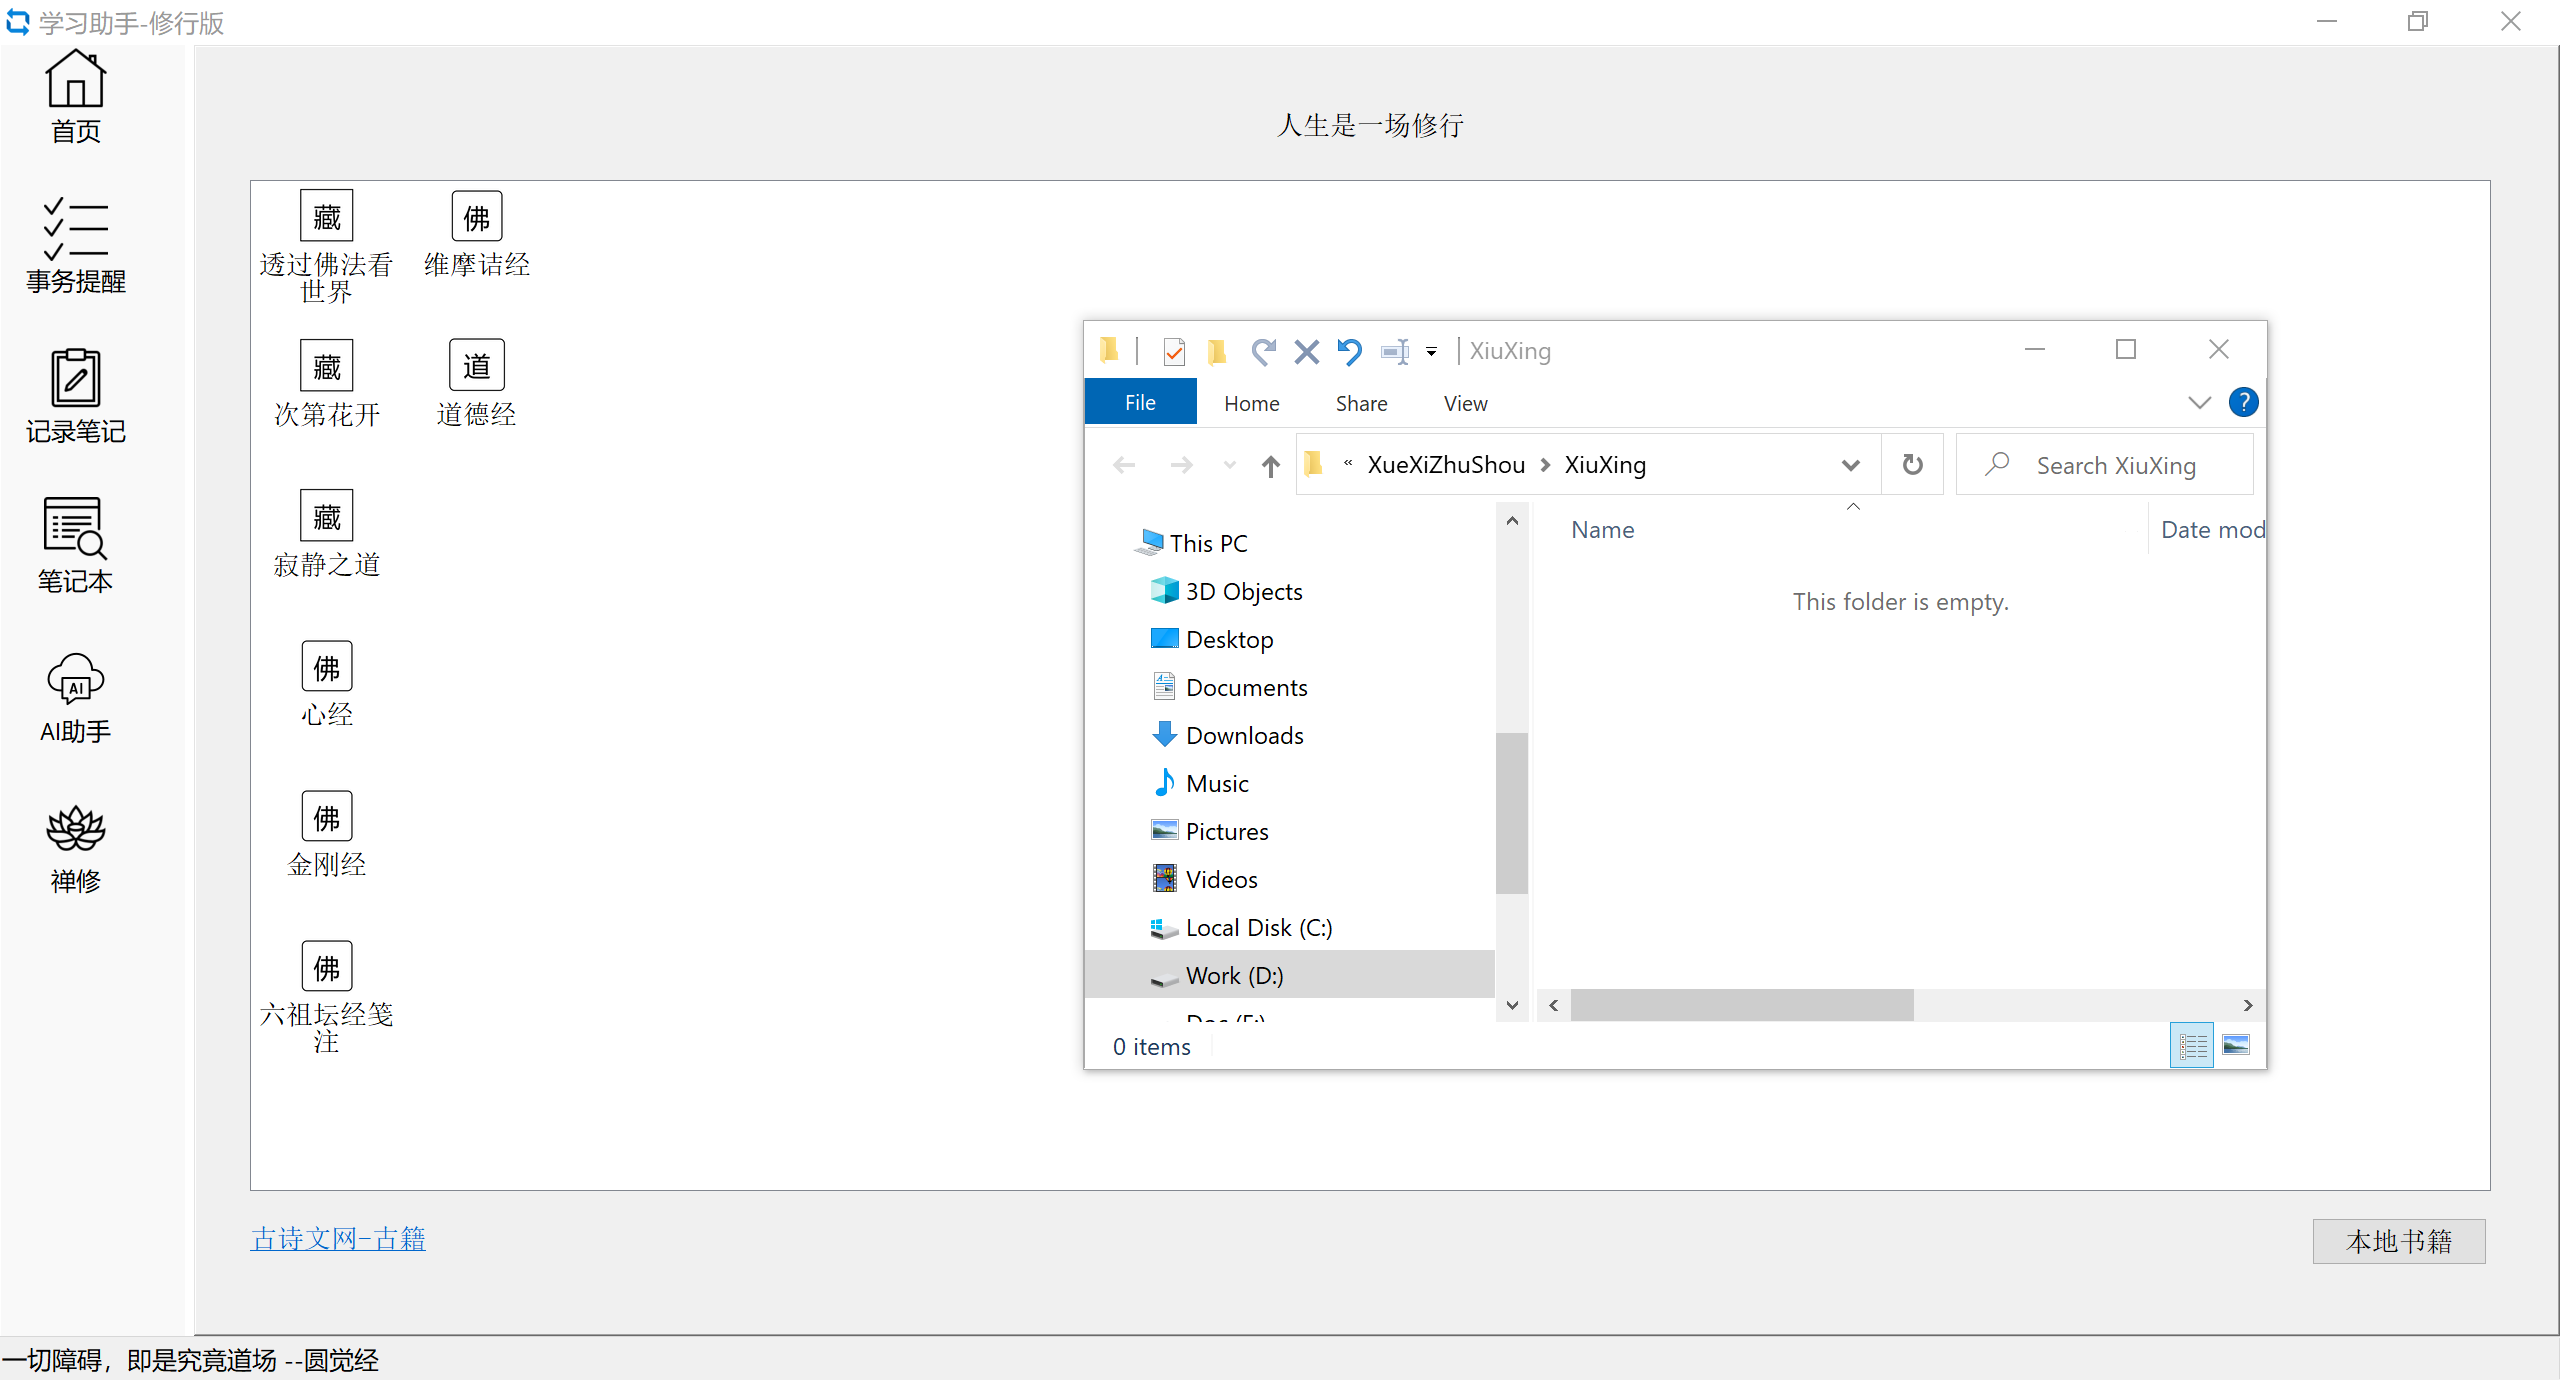 学习助手-修行版
首页
事务提醒
记录笔记
笔记本
AI
AI助手
禅修
人生是一场修行
藏
透过佛法看
世界
佛
维摩诘经
藏
次第花开
道
道德经
藏
寂静之道
佛
心经
佛
金刚经
佛
六祖坛经笺
注
XiuXing
File
Home
Share
View
?
« XueXiZhuShou > XiuXing
Search XiuXing
This PC
3D Objects
Desktop
Documents
Downloads
Music
Pictures
Videos
Local Disk (C:)
Work (D:)
Name
Date mod
This folder is empty.
0 items
古诗文网-古籍
本地书籍
一切障碍，即是究竟道场 --圆觉经